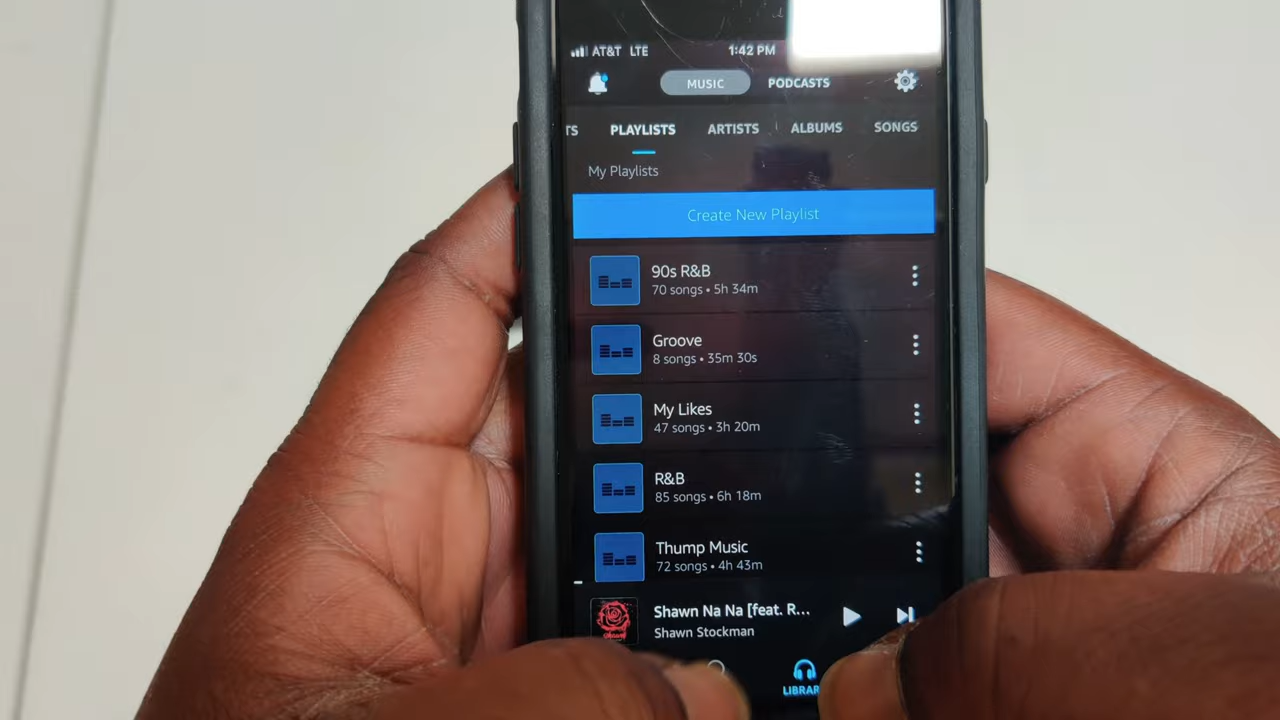 AT&T LTE 1:42 PM
MUSIC PODCASTS
TS PLAYLISTS ARTISTS ALBUMS SONGS
My Playlists
Create New Playlist
90s R&B
70 songs • 5h 34m
Groove
8 songs • 35m 30s
My Likes
47 songs • 3h 20m
R&B
85 songs • 6h 18m
Thump Music
72 songs • 4h 43m
Shawn Na Na [feat. R...
Shawn Stockman
LIBRAR